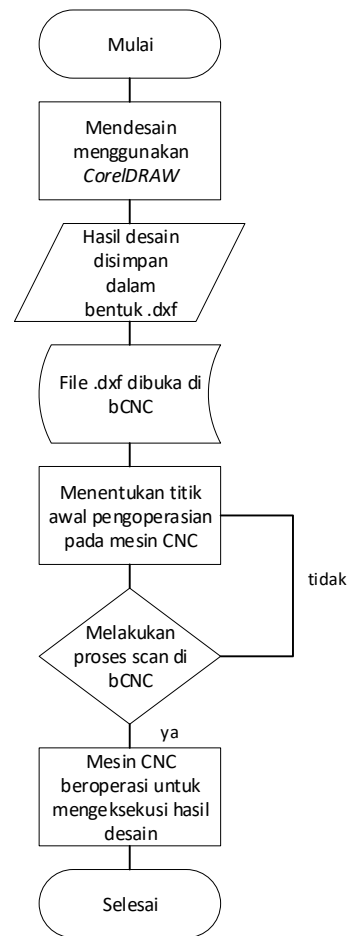 Mulai
Mendesain
menggunakan
CorelDRAW
Hasil desain
disimpan
dalam
bentuk .dxf
File .dxf dibuka di
bCNC
Menentukan titik
awal pengoperasian
pada mesin CNC
tidak
Melakukan
proses scan di
bCNC
ya
Mesin CNC
beroperasi untuk
mengeksekusi hasil
desain
Selesai